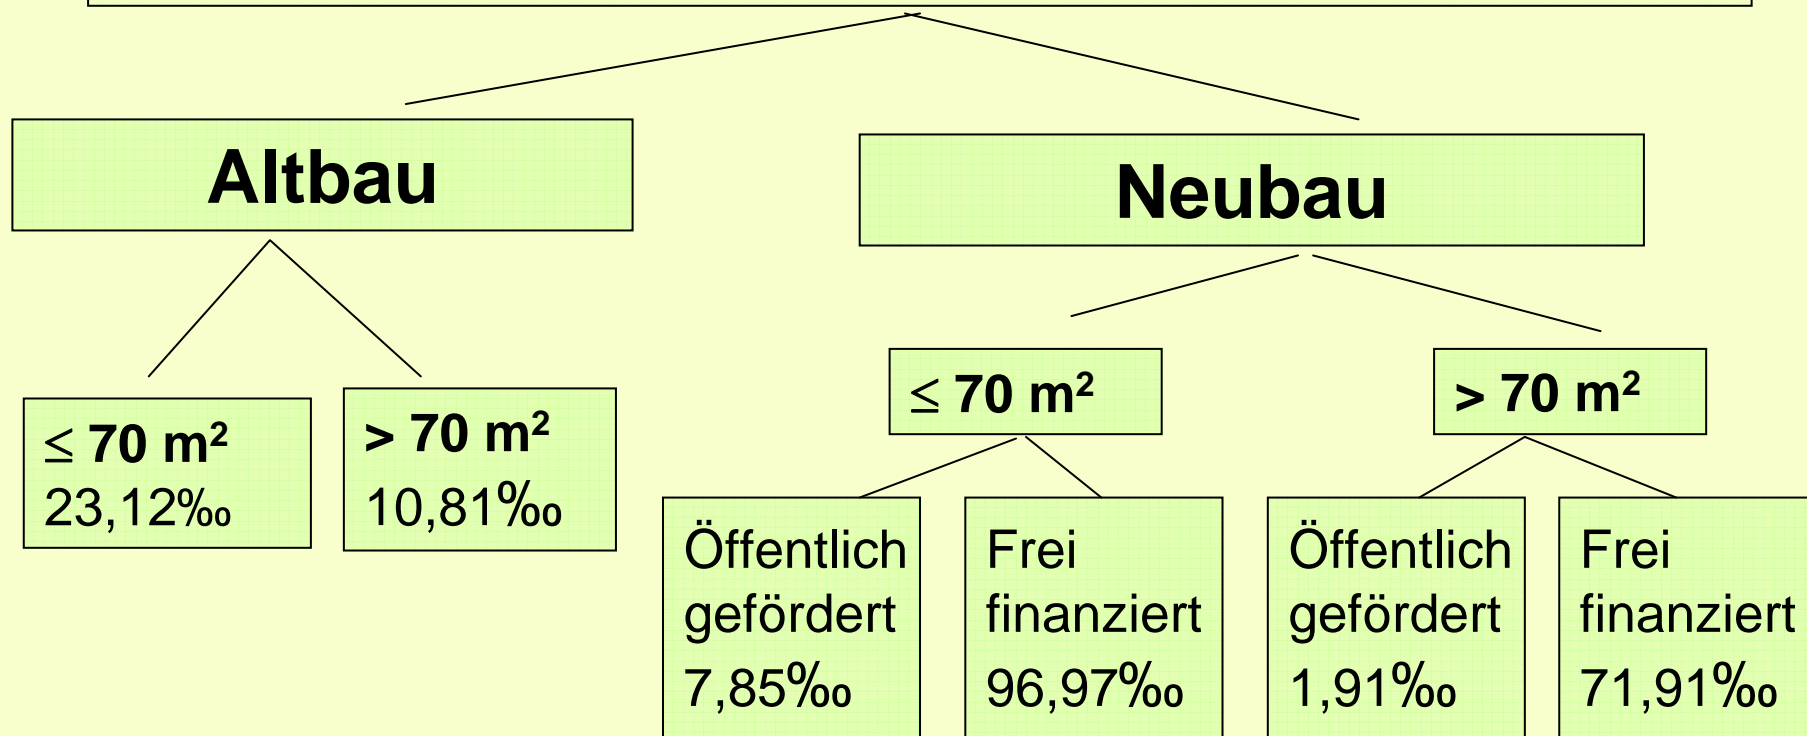 Altbau
Neubau
≤ 70 m²
23,12‰
> 70 m²
10,81‰
≤ 70 m²
> 70 m²
Öffentlich
gefördert
7,85‰
Frei
finanziert
96,97‰
Öffentlich
gefördert
1,91‰
Frei
finanziert
71,91‰